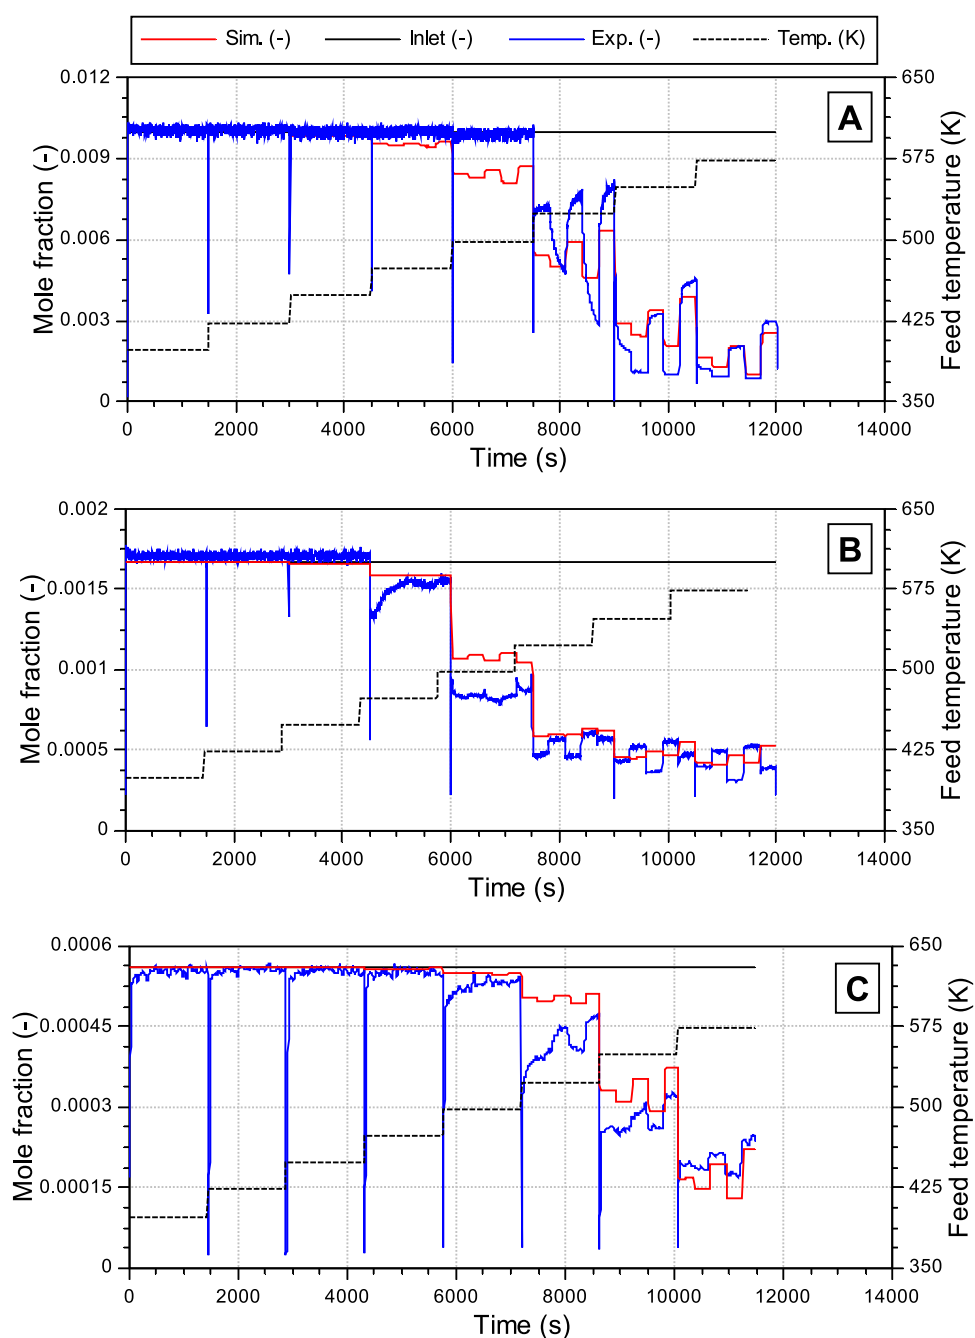 Sim. (-) Inlet (-) Exp. (-) Temp. (K)
0.012 650
A
0.009 575
0.006 500
0.003 425
0 350
Mole fraction (-)
Feed temperature (K)
0 2000 4000 6000 8000 10000 12000 14000
Time (s)
0.002 650
B
0.0015 575
0.001 500
0.0005 425
0 350
Mole fraction (-)
Feed temperature (K)
0 2000 4000 6000 8000 10000 12000 14000
Time (s)
0.0006 650
C
0.00045 575
0.0003 500
0.00015 425
0 350
Mole fraction (-)
Feed temperature (K)
0 2000 4000 6000 8000 10000 12000 14000
Time (s)